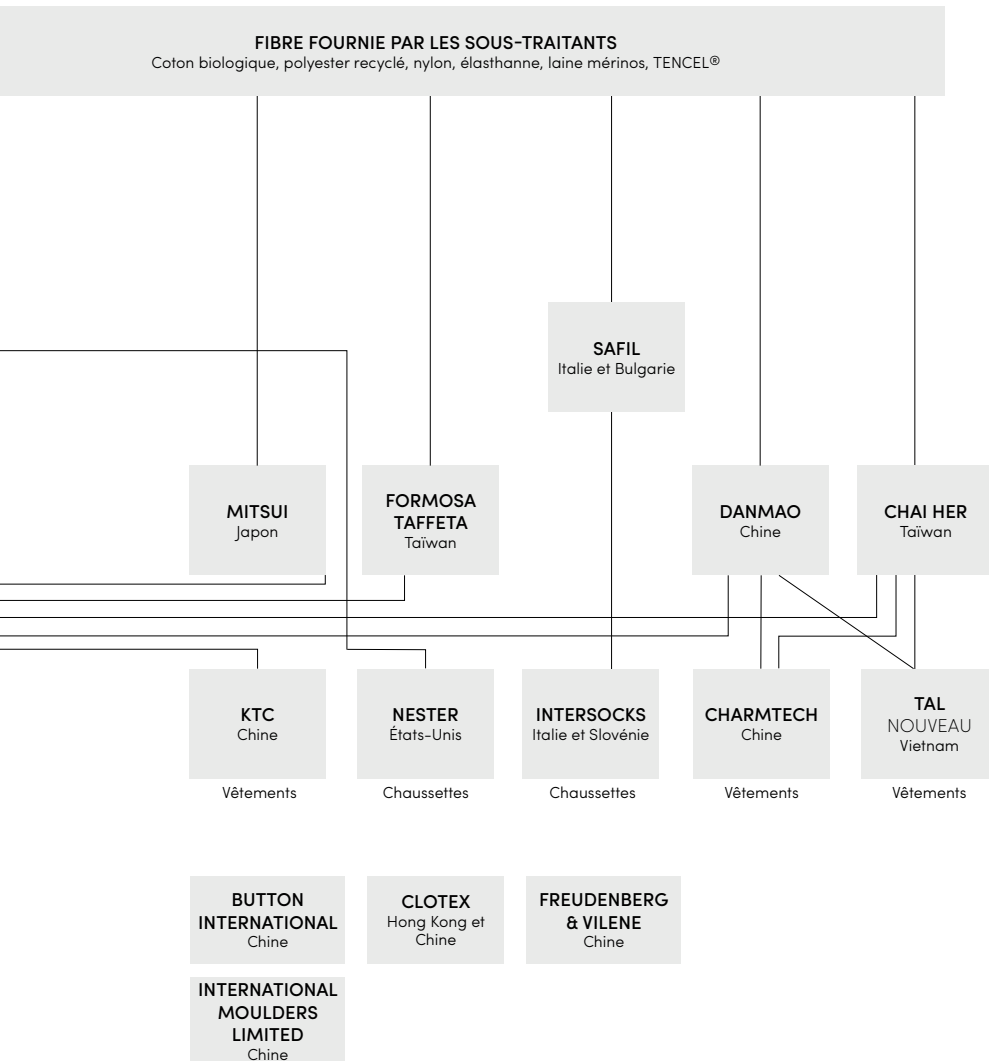 FIBRE FOURNIE PAR LES SOUS-TRAITANTS
Coton biologique, polyester recyclé, nylon, élasthanne, laine mérinos, TENCEL®
SAFIL
Italie et Bulgarie
MITSUI
Japon
FORMOSA
TAFFETA
Taïwan
DANMAO
Chine
CHAI HER
Taïwan
KTC
Chine
NESTER
États-Unis
INTERSOCKS
Italie et Slovénie
CHARMTECH
Chine
TAL
NOUVEAU
Vietnam
Vêtements
Chaussettes
Chaussettes
Vêtements
Vêtements
BUTTON
INTERNATIONAL
Chine
CLOTEX
Hong Kong et
Chine
FREUDENBERG
& VILENE
Chine
INTERNATIONAL
MOULDERS
LIMITED
Chine